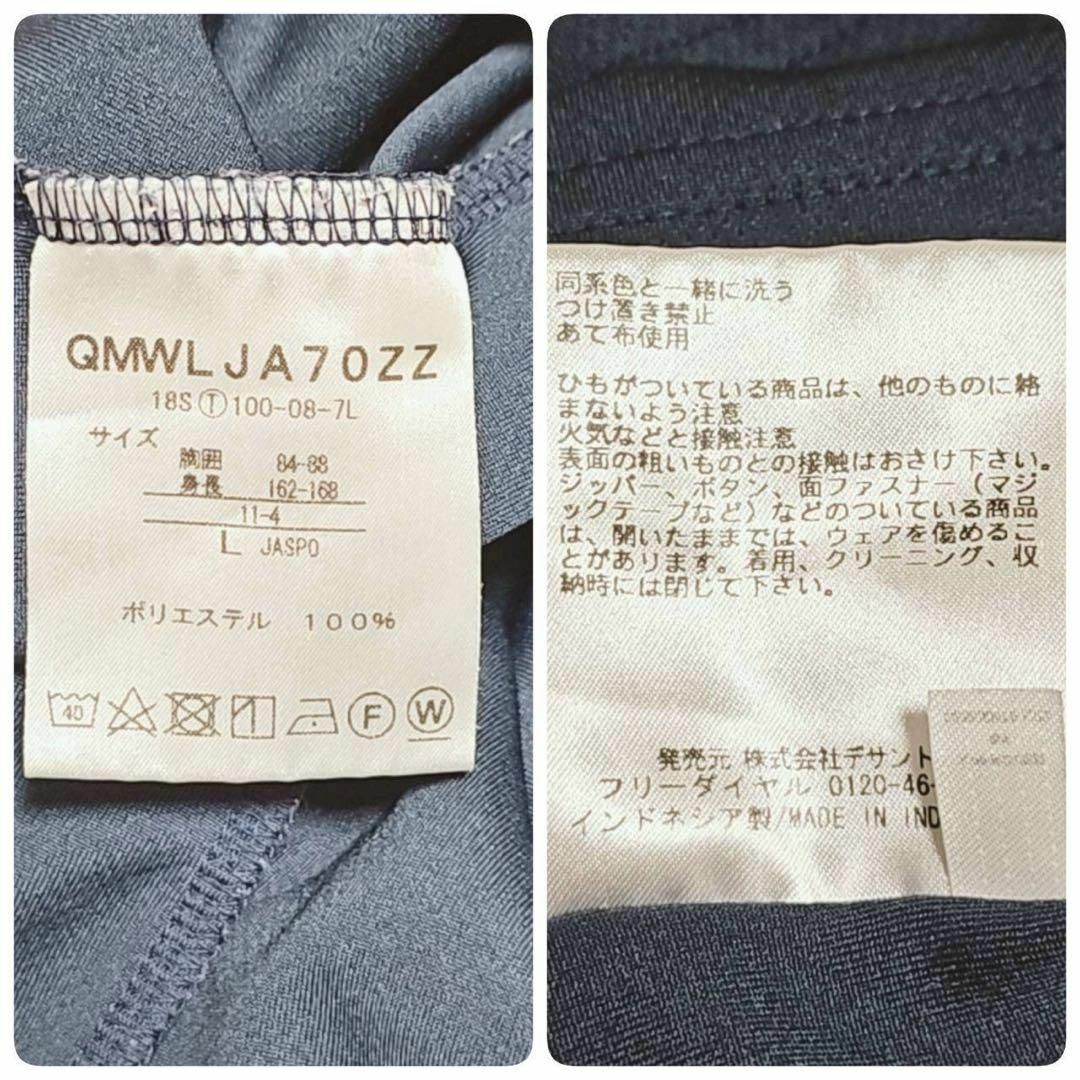 QMWLJA70ZZ
18SⓉ100-08-7L
サイズ
胸囲 84-88
身長 162-168
11-4
L JASPO
ポリエステル 100%
40 F W
同系色と一緒に洗う
つけ置き禁止
あて布使用
ひもがついている商品は、他のものに絡
まないよう注意
火気などと接触注意
表面の粗いものとの接触はおさけ下さい。
ジッパー、ボタン、面ファスナー（マジ
ックテープなど）などのついている商品
は、開いたままでは、ウェアを傷めるこ
とがあります。着用、クリーニング、収
納時には閉じて下さい。
発売元 株式会社デサント
フリーダイヤル 0120-46-
インドネシア製/MADE IN IND